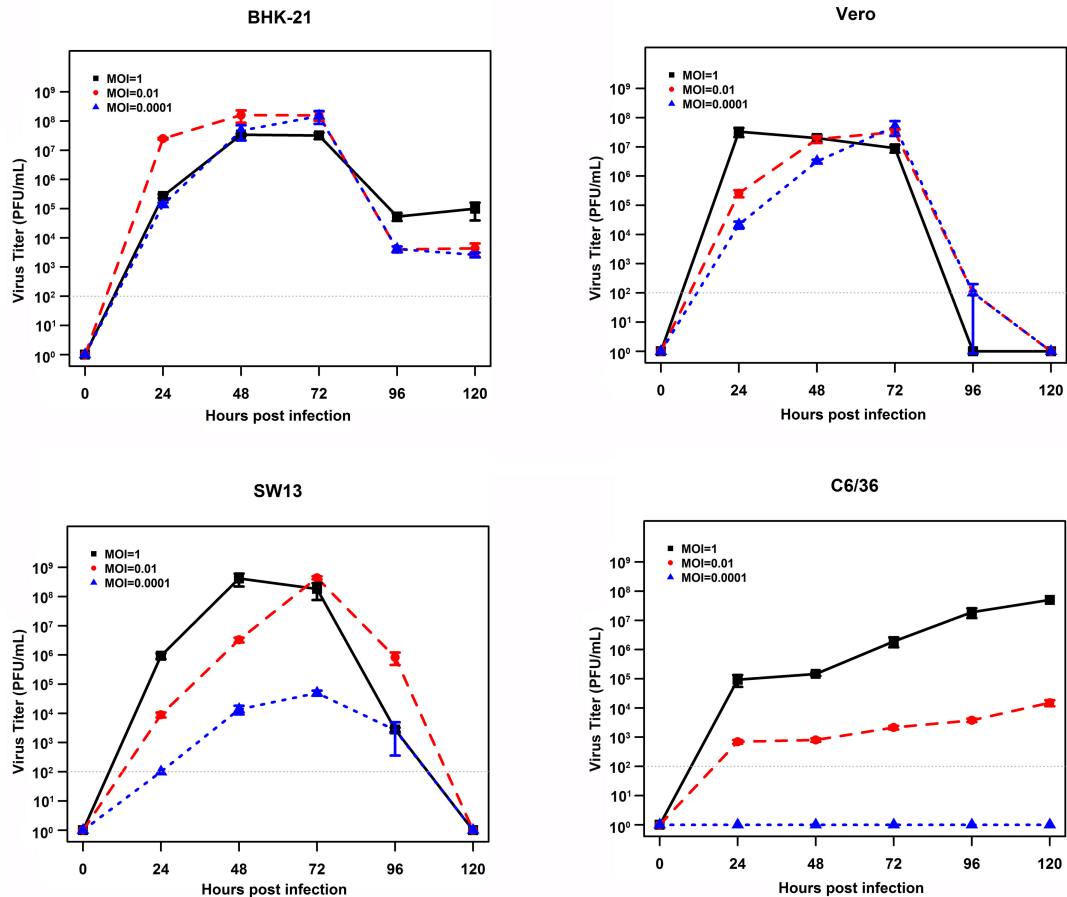 BHK-21
MOI=1
MOI=0.01
MOI=0.0001
Virus Titer (PFU/mL)
10⁹
10⁸
10⁷
10⁶
10⁵
10⁴
10³
10²
10¹
10⁰
0 24 48 72 96 120
Hours post infection
Vero
MOI=1
MOI=0.01
MOI=0.0001
Virus Titer (PFU/mL)
10⁹
10⁸
10⁷
10⁶
10⁵
10⁴
10³
10²
10¹
10⁰
0 24 48 72 96 120
Hours post infection
SW13
MOI=1
MOI=0.01
MOI=0.0001
Virus Titer (PFU/mL)
10⁹
10⁸
10⁷
10⁶
10⁵
10⁴
10³
10²
10¹
10⁰
0 24 48 72 96 120
Hours post infection
C6/36
MOI=1
MOI=0.01
MOI=0.0001
Virus Titer (PFU/mL)
10⁹
10⁸
10⁷
10⁶
10⁵
10⁴
10³
10²
10¹
10⁰
0 24 48 72 96 120
Hours post infection